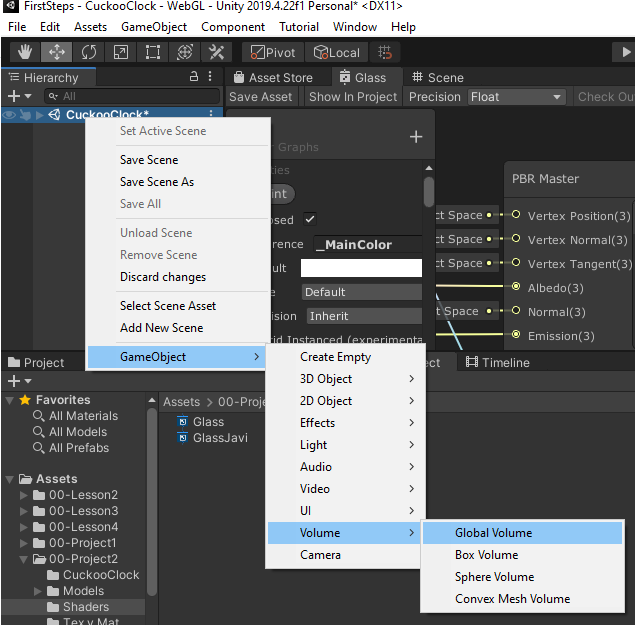 FirstSteps - CuckooClock - WebGL - Unity 2019.4.22f1 Personal* <DX11>
File Edit Assets GameObject Component Tutorial Window Help
Pivot Local
Hierarchy Asset Store Glass Scene
All Save Asset Show In Project Precision Float Check Ou
CuckooClock*
Set Active Scene
Save Scene
Save Scene As
Save All
Unload Scene
Remove Scene
Discard changes
Select Scene Asset
Add New Scene
GameObject
Graphs
ties
int
osed
rence _MainColor
ult
e Default
ision Inherit
rid Instanced (experimenta
PBR Master
ct Space Vertex Position(3)
ct Space Vertex Normal(3)
ct Space Vertex Tangent(3)
Albedo(3)
t Space Normal(3)
Emission(3)
Create Empty
3D Object
2D Object
Effects
Light
Audio
Video
UI
Volume
Camera
Global Volume
Box Volume
Sphere Volume
Convex Mesh Volume
Project ect Timeline
Favorites
All Materials
All Models
All Prefabs
Assets
00-Lesson2
00-Lesson3
00-Lesson4
00-Project1
00-Project2
CuckooClock
Models
Shaders
Tex y Mat
Assets > 00-Proje
Glass
GlassJavi